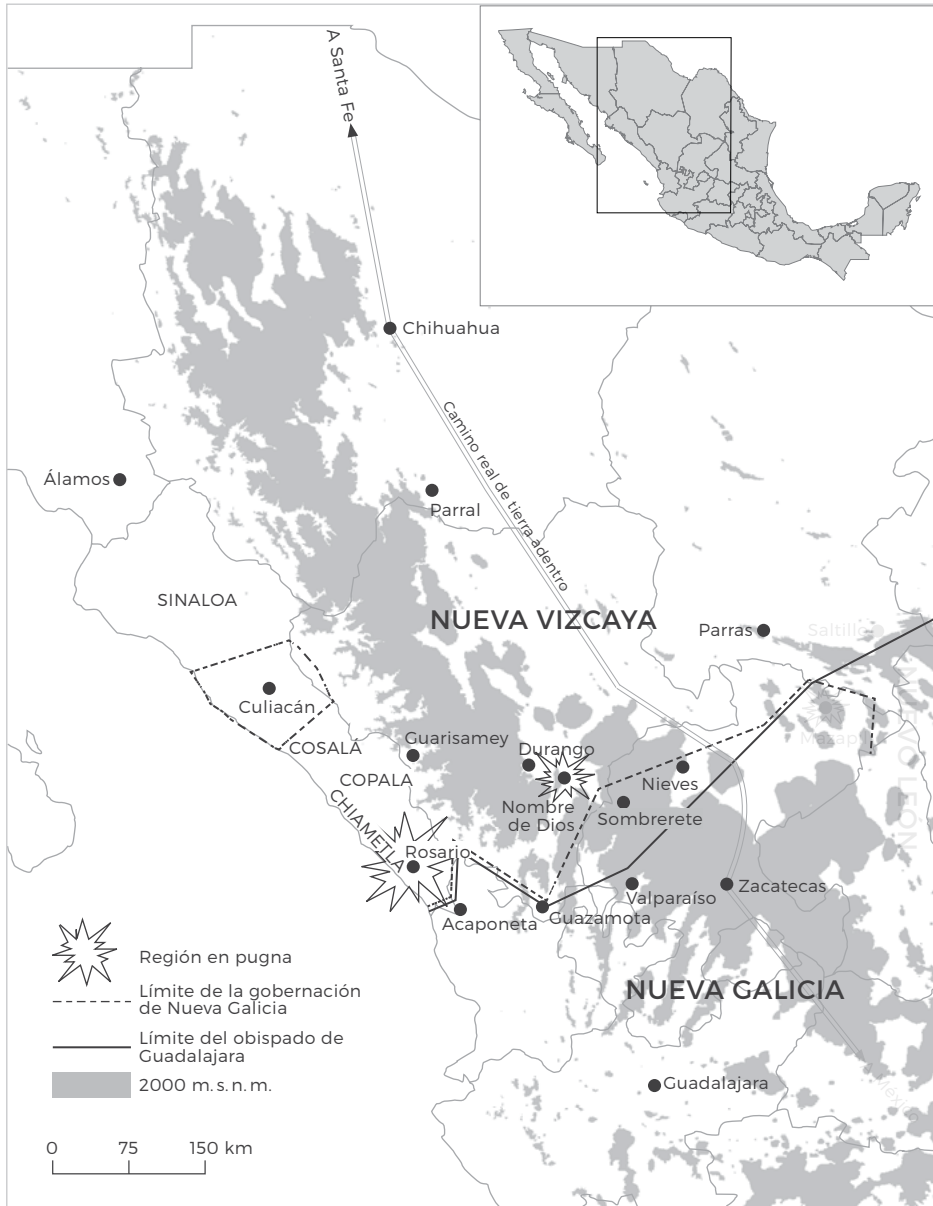 A Santa Fe
Chihuahua
Camino real de tierra adentro
Álamos
Parral
SINALOA
NUEVA VIZCAYA
Parras
Saltillo
Culiacán
NUEVO LEÓN
Mazapil
COSALÁ
Guarisamey
Durango
COPALA
Nieves
Nombre
de Dios
Sombrerete
CHIAMETLA
Rosario
Valparaíso
Zacatecas
Acaponeta
Guazamota
NUEVA GALICIA
Región en pugna
Límite de la gobernación
de Nueva Galicia
Límite del obispado de
Guadalajara
2000 m.s.n.m.
Guadalajara
A México
0 75 150 km